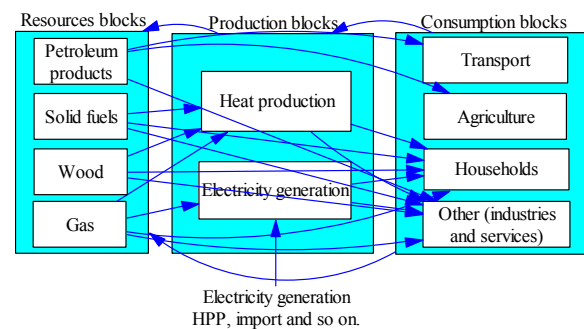 Resources blocks
Production blocks
Consumption blocks
Petroleum
products
Solid fuels
Wood
Gas
Heat production
Electricity generation
Transport
Agriculture
Households
Other (industries
and services)
Electricity generation
HPP, import and so on.